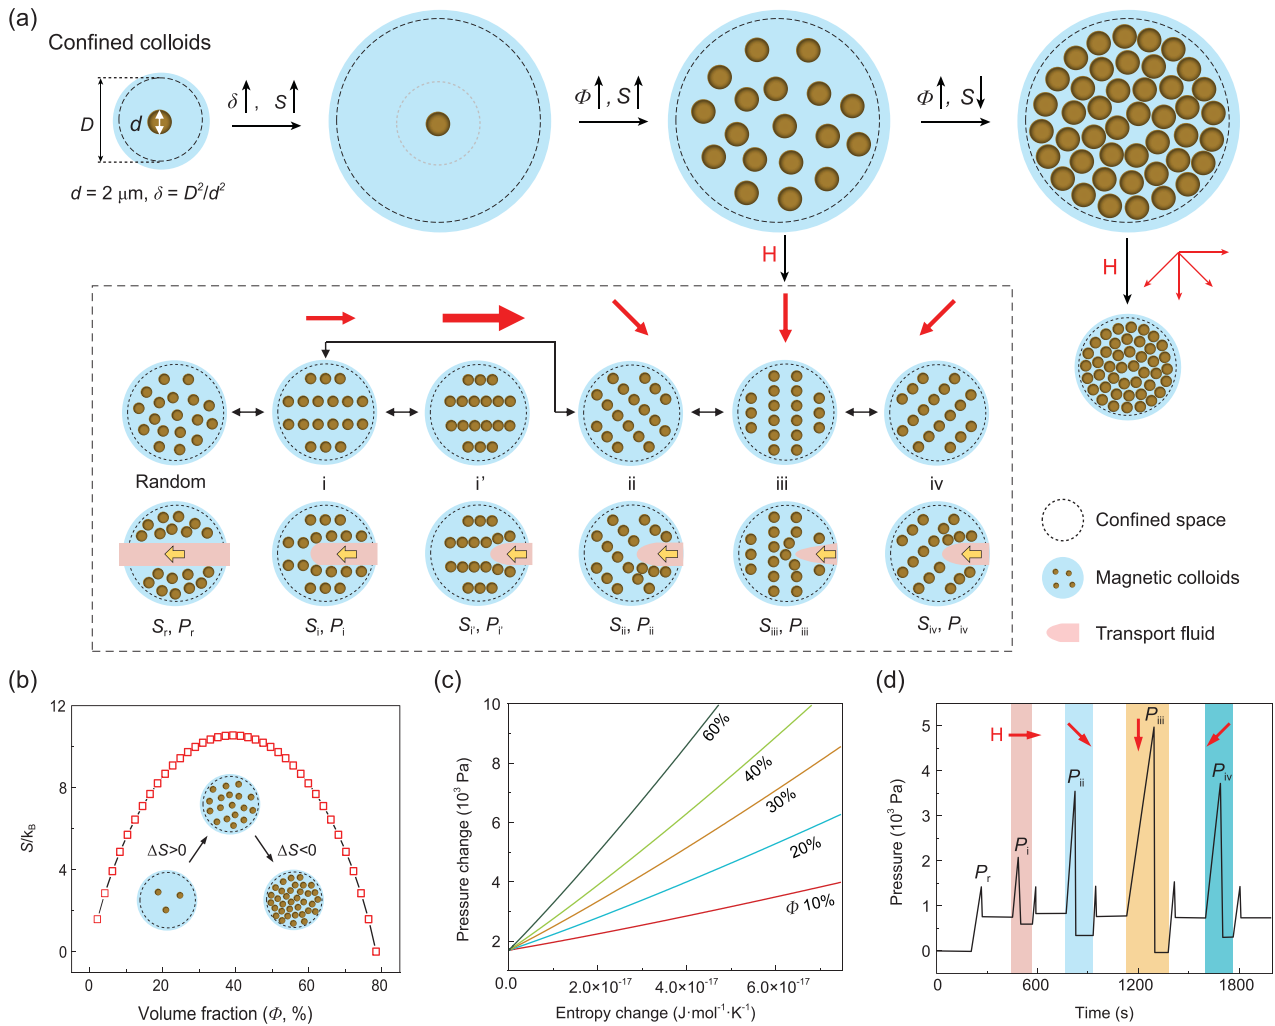 (a)
Confined colloids
D
d
d = 2 μm, δ = D²/d²
δ , S
Φ , S
Φ , S
H
H
Random
i
i’
ii
iii
iv
Sr, Pr
Si, Pi
Si', Pi'
Sii, Pii
Siii, Piii
Siv, Piv
Confined space
Magnetic colloids
Transport fluid
(b)
12
8
4
0
S/kB
ΔS>0
ΔS<0
0 20 40 60 80
Volume fraction (Φ, %)
(c)
10
8
6
4
2
Pressure change (10³ Pa)
60%
40%
30%
20%
Φ 10%
0.0 2.0×10⁻¹⁷ 4.0×10⁻¹⁷ 6.0×10⁻¹⁷
Entropy change (J·mol⁻¹·K⁻¹)
(d)
5
4
3
2
1
0
Pressure (10³ Pa)
H
Pr
Pi
Pii
Piii
Piv
0 600 1200 1800
Time (s)